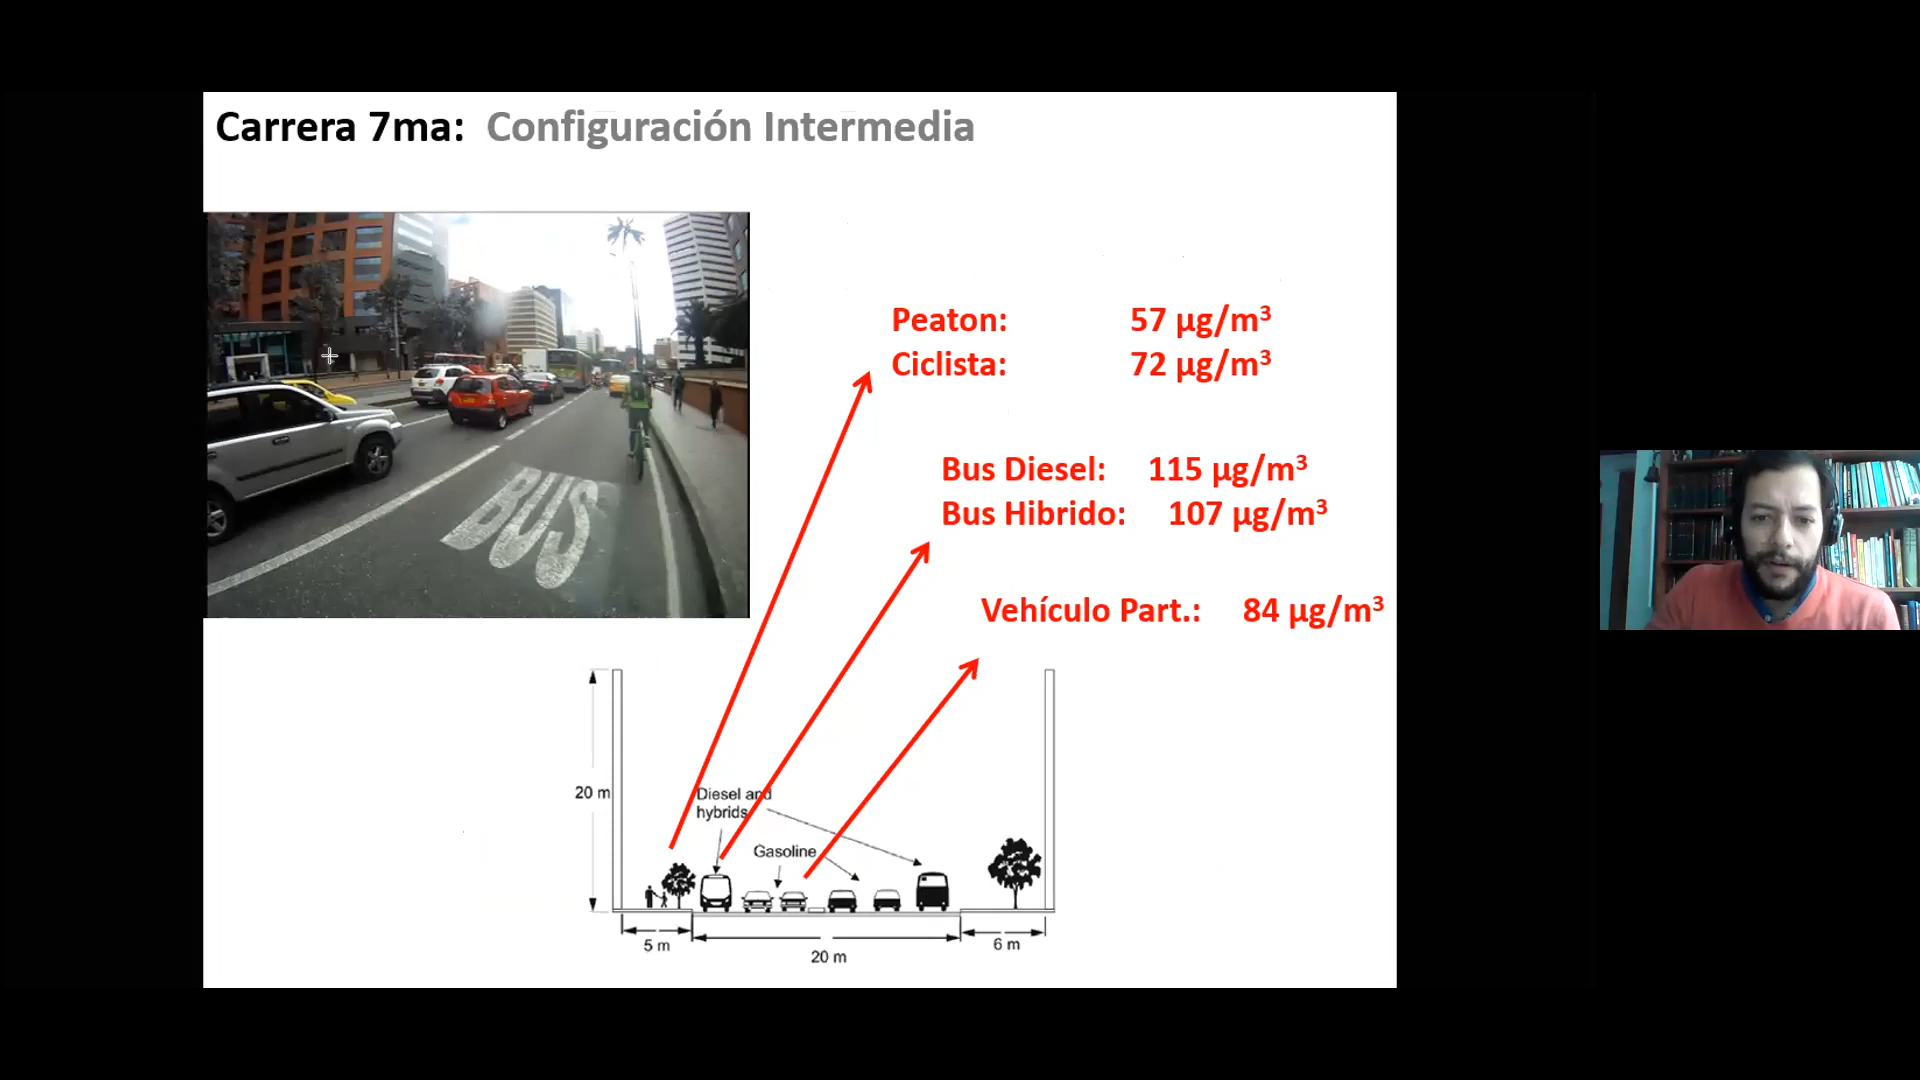 Carrera 7ma: Configuración Intermedia
BUS
Peaton: 57 µg/m³
Ciclista: 72 µg/m³
Bus Diesel: 115 µg/m³
Bus Hibrido: 107 µg/m³
Vehículo Part.: 84 µg/m³
20 m
Diesel and
hybrids
Gasoline
5 m
20 m
6 m